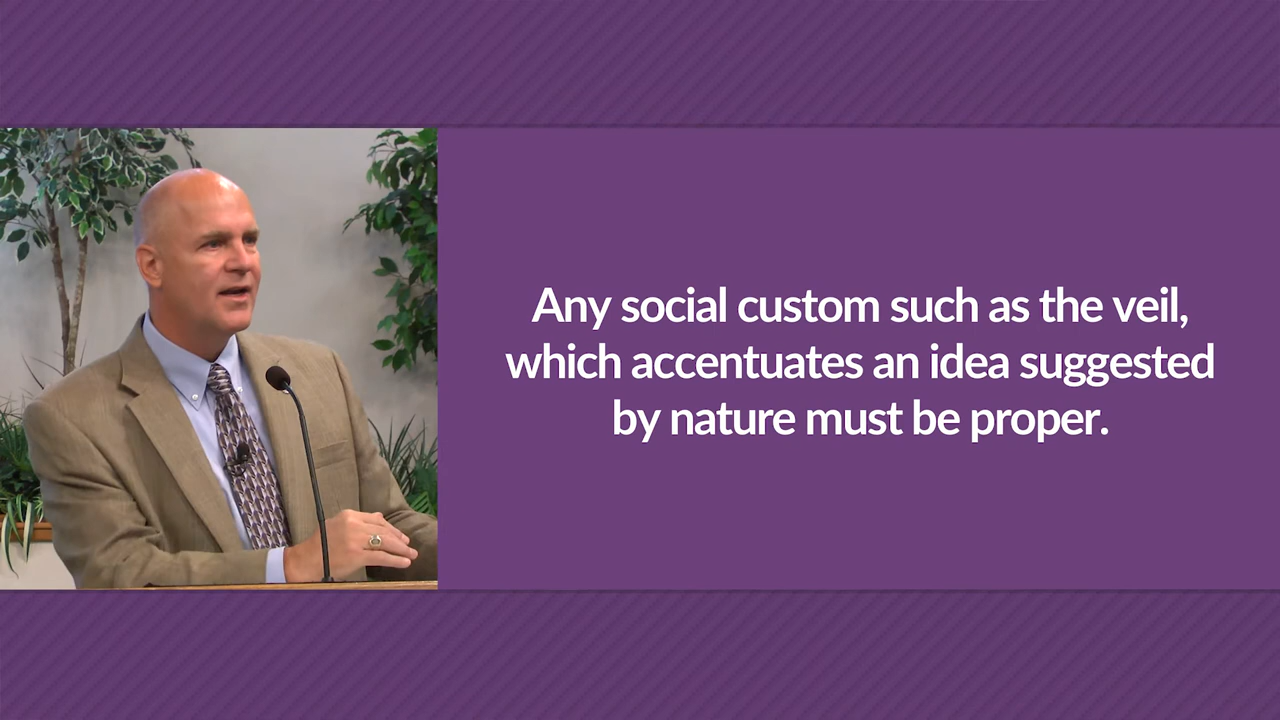 Any social custom such as the veil,
which accentuates an idea suggested
by nature must be proper.